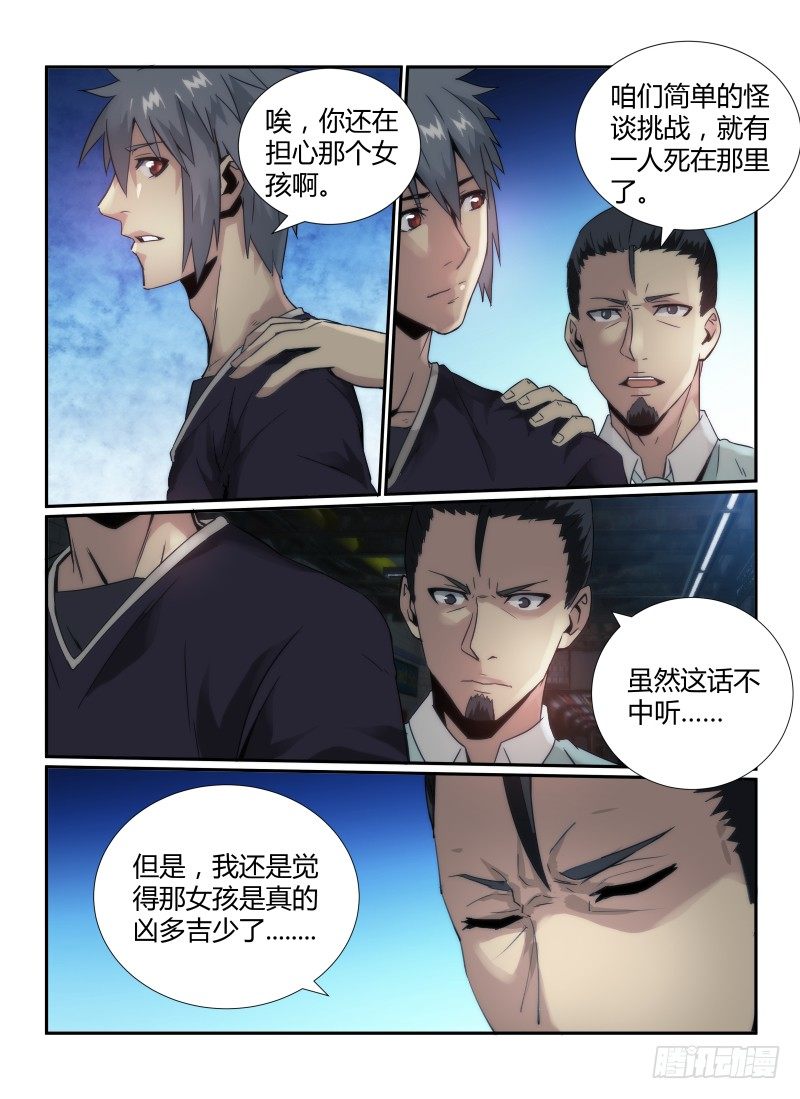 唉，你还在
担心那个女
孩啊。
咱们简单的怪
谈挑战，就有
一人死在那里
了。
虽然这话不
中听……
但是，我还是觉
得那女孩是真的
凶多吉少了........
腾讯动漫